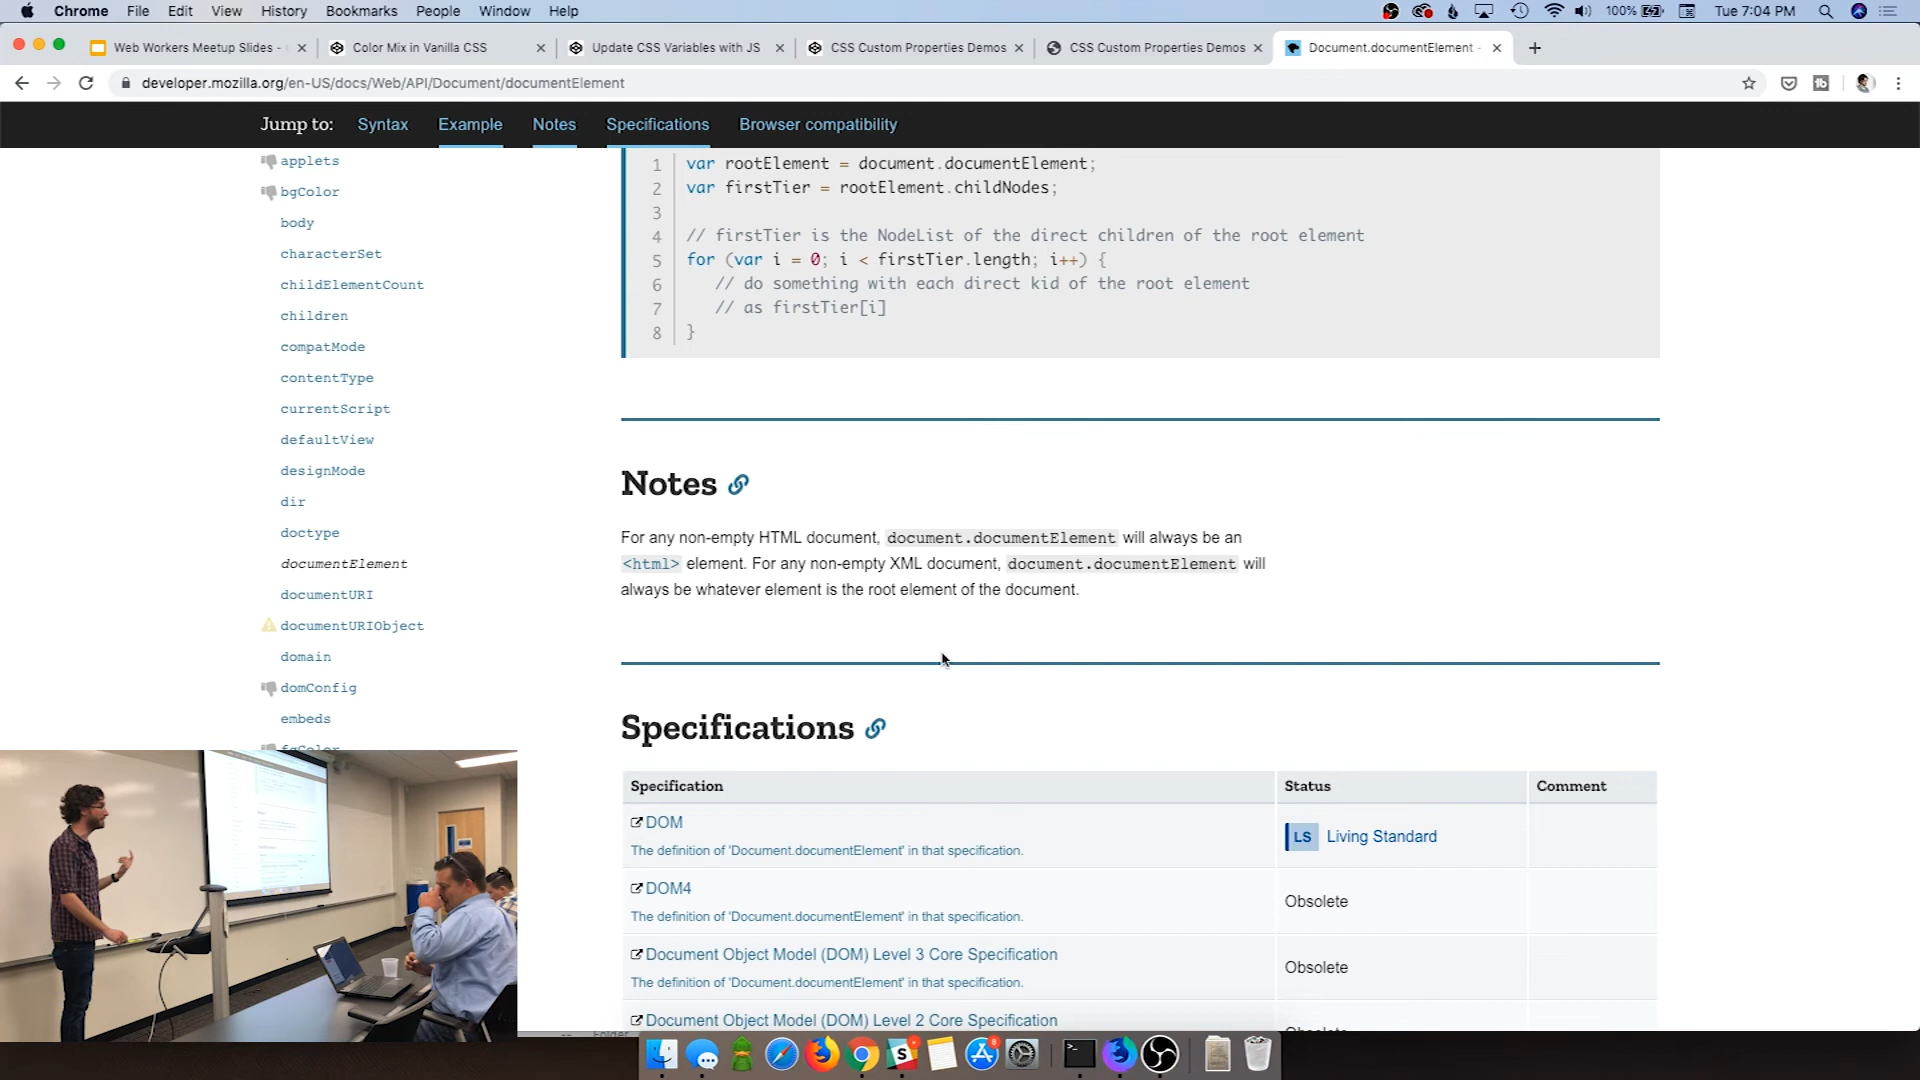 Chrome File Edit View History Bookmarks People Window Help 100% Tue 7:04 PM
Web Workers Meetup Slides - Color Mix in Vanilla CSS Update CSS Variables with JS CSS Custom Properties Demos CSS Custom Properties Demos Document.documentElement -
developer.mozilla.org/en-US/docs/Web/API/Document/documentElement
Jump to: Syntax Example Notes Specifications Browser compatibility
applets
bgColor
body
characterSet
childElementCount
children
compatMode
contentType
currentScript
defaultView
designMode
dir
doctype
documentElement
documentURI
documentURIObject
domain
domConfig
embeds
fgColor
1 var rootElement = document.documentElement;
2 var firstTier = rootElement.childNodes;
3
4 // firstTier is the NodeList of the direct children of the root element
5 for (var i = 0; i < firstTier.length; i++) {
6 // do something with each direct kid of the root element
7 // as firstTier[i]
8 }
Notes
For any non-empty HTML document, document.documentElement will always be an
<html> element. For any non-empty XML document, document.documentElement will
always be whatever element is the root element of the document.
Specifications
Specification Status Comment
DOM
The definition of 'Document.documentElement' in that specification.
LS Living Standard
DOM4
The definition of 'Document.documentElement' in that specification.
Obsolete
Document Object Model (DOM) Level 3 Core Specification
The definition of 'Document.documentElement' in that specification.
Obsolete
Document Object Model (DOM) Level 2 Core Specification
Obsolete
Folder